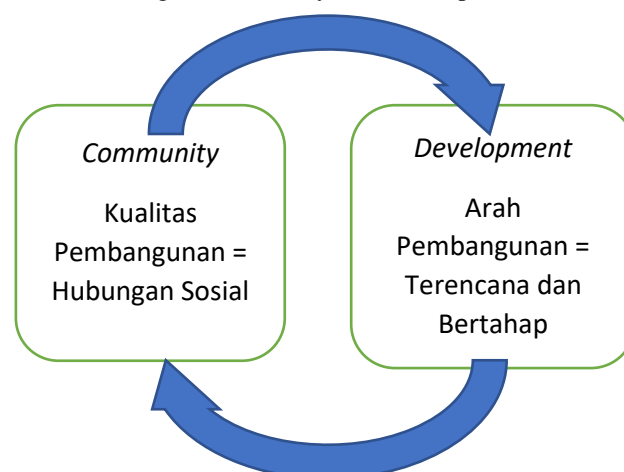 Community
Kualitas
Pembangunan =
Hubungan Sosial
Development
Arah
Pembangunan =
Terencana dan
Bertahap